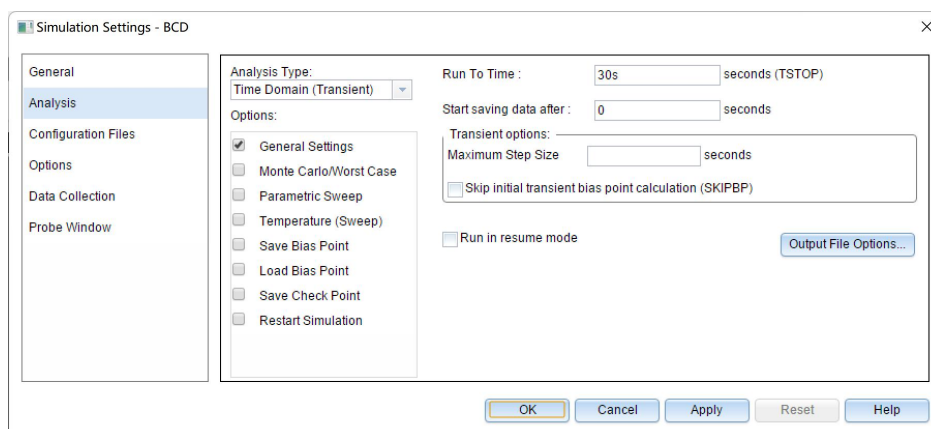 Simulation Settings - BCD
General
Analysis
Configuration Files
Options
Data Collection
Probe Window
Analysis Type:
Time Domain (Transient)
Options:
General Settings
Monte Carlo/Worst Case
Parametric Sweep
Temperature (Sweep)
Save Bias Point
Load Bias Point
Save Check Point
Restart Simulation
Run To Time : 30s seconds (TSTOP)
Start saving data after : 0 seconds
Transient options:
Maximum Step Size seconds
Skip initial transient bias point calculation (SKIPBP)
Run in resume mode
Output File Options...
OK Cancel Apply Reset Help